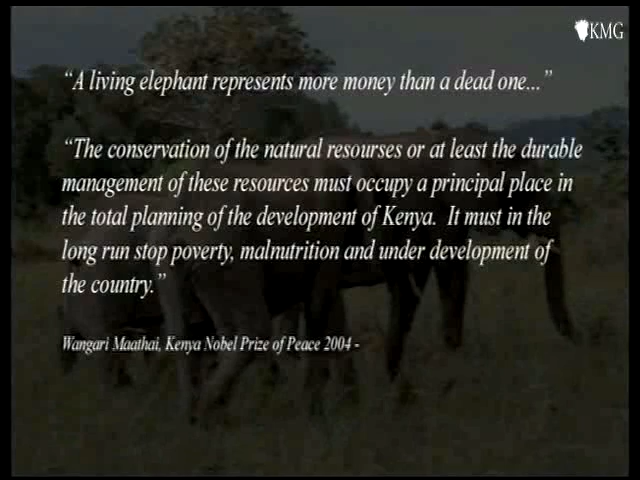 KMG
“A living elephant represents more money than a dead one...”
“The conservation of the natural resourses or at least the durable
management of these resources must occupy a principal place in
the total planning of the development of Kenya.  It must in the
long run stop poverty, malnutrition and under development of
the country.”
Wangari Maathai, Kenya Nobel Prize of Peace 2004 -